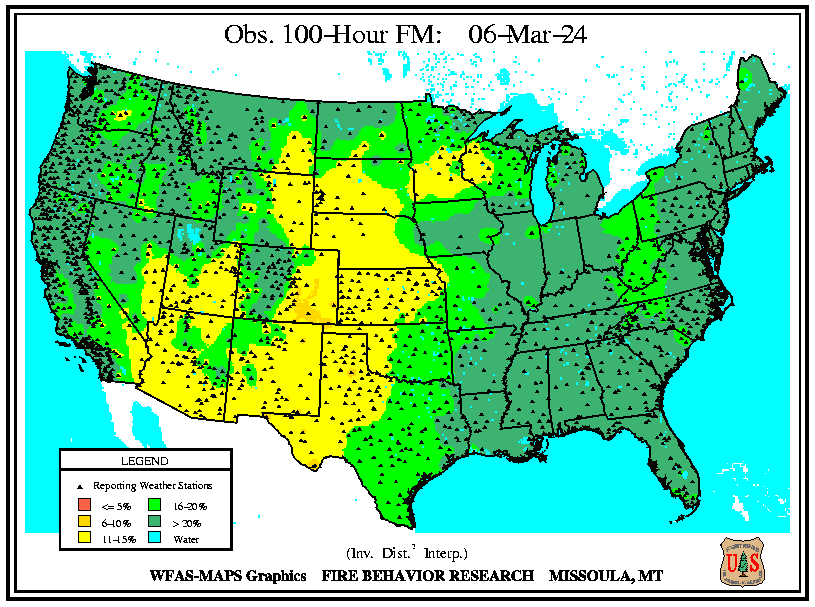 Obs. 100-Hour FM: 06-Mar-24
LEGEND
Reporting Weather Stations
<= 5% 16-20%
6-10% > 20%
11-15% Water
(Inv. Dist.² Interp.)
WFAS-MAPS Graphics FIRE BEHAVIOR RESEARCH MISSOULA, MT
U S